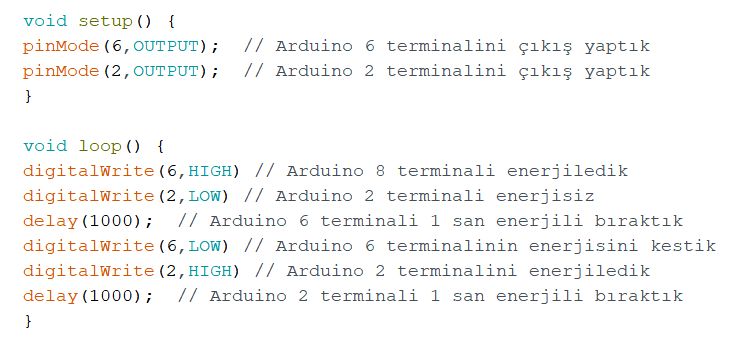 void setup() {
pinMode(6,OUTPUT);  // Arduino 6 terminalini çıkış yaptık
pinMode(2,OUTPUT);  // Arduino 2 terminalini çıkış yaptık
}
void loop() {
digitalWrite(6,HIGH) // Arduino 8 terminali enerjiledik
digitalWrite(2,LOW) // Arduino 2 terminali enerjisiz
delay(1000);  // Arduino 6 terminali 1 san enerjili bıraktık
digitalWrite(6,LOW) // Arduino 6 terminalinin enerjisini kestik
digitalWrite(2,HIGH) // Arduino 2 terminalini enerjiledik
delay(1000);  // Arduino 2 terminali 1 san enerjili bıraktık
}